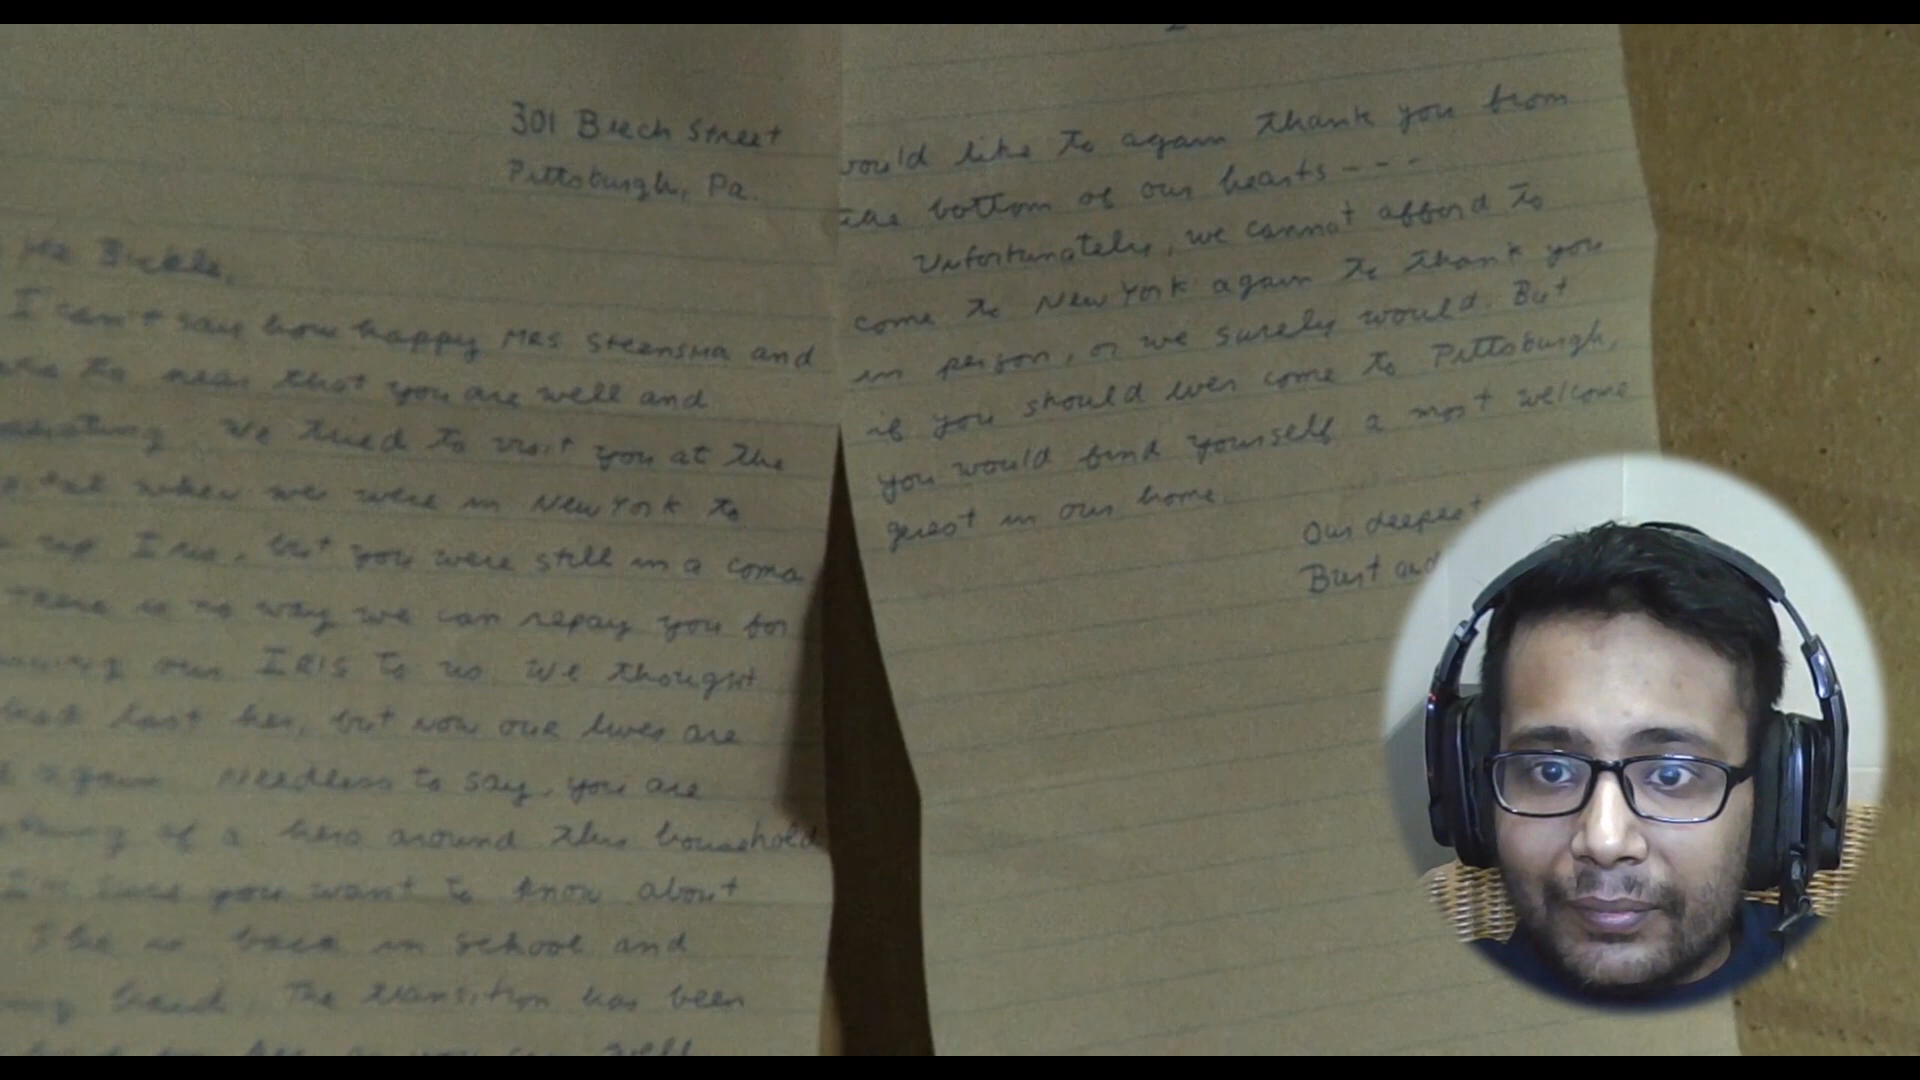 301 Birch Street
Pittsburgh, Pa.
Mr Bickle,
I can't say how happy Mrs Steensma and
to hear that you are well and
We tried to visit you at the
when we were in New York to
up Iris, but you were still in a coma
There is no way we can repay you for
our IRIS to us. We thought
lost her, but now our lives are
again Needless to say, you are
of a hero around this household
I'm sure you want to know about
She is back in school and
hard, The transition has been
would like to again thank you from
the bottom of our hearts - - -
Unfortunately, we cannot afford to
come to New York again to thank you
in person, or we surely would. But
if you should ever come to Pittsburgh,
you would find yourself a most welcome
guest in our home.
Our deepest
Burt and